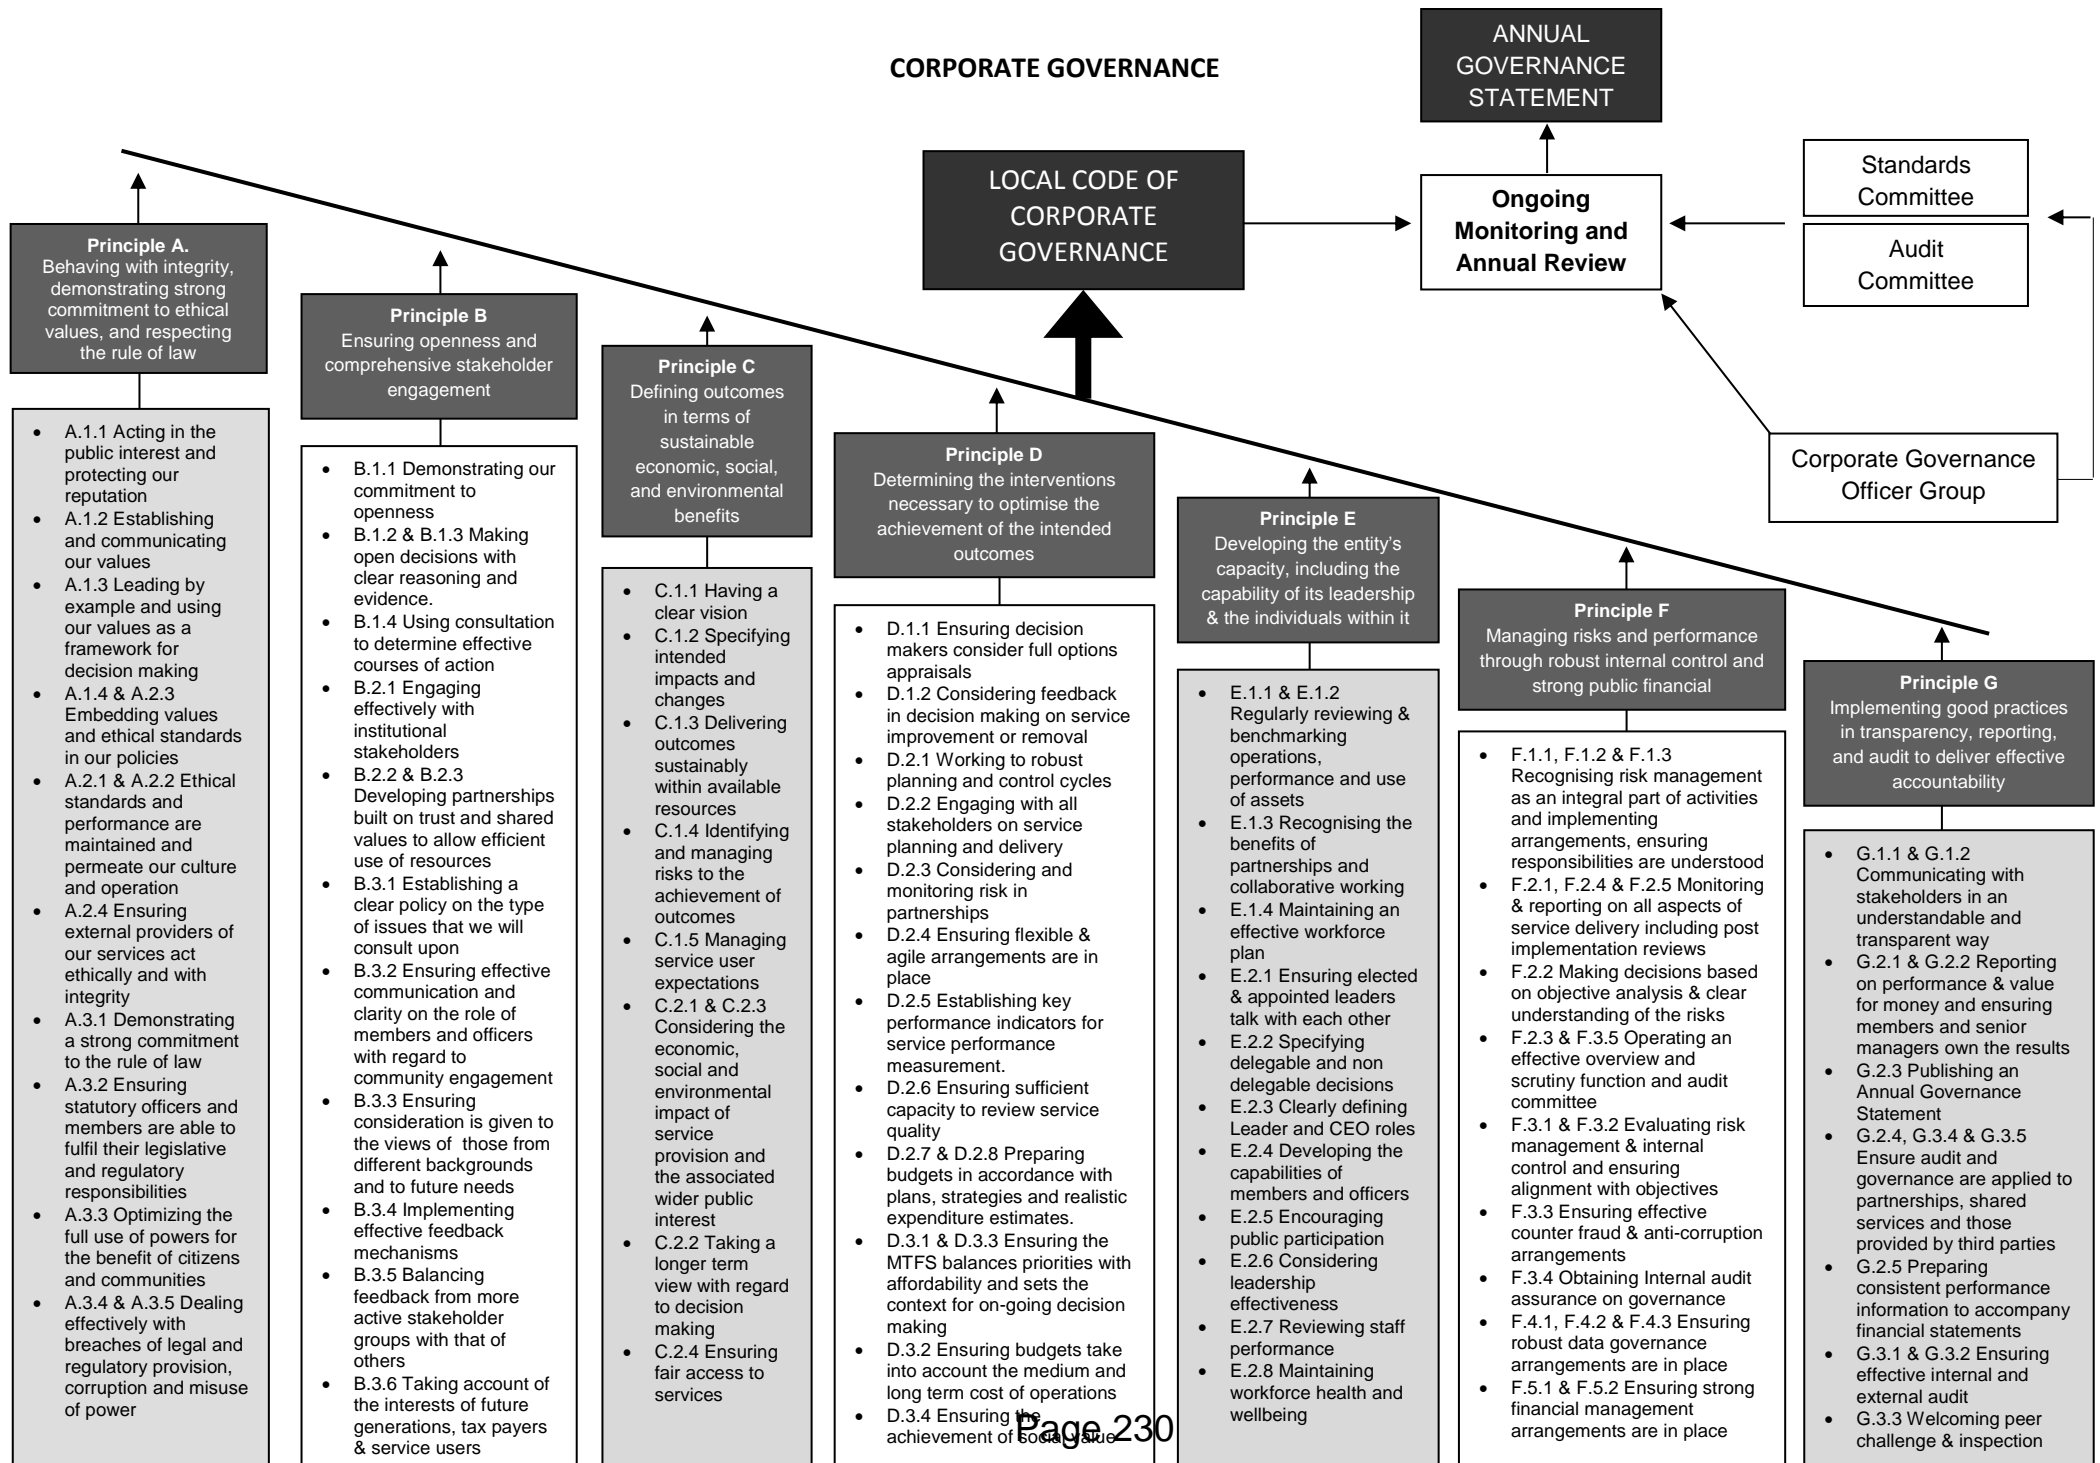 CORPORATE GOVERNANCE
ANNUAL
GOVERNANCE
STATEMENT
LOCAL CODE OF
CORPORATE
GOVERNANCE
Ongoing
Monitoring and
Annual Review
Standards
Committee
Audit
Committee
Corporate Governance
Officer Group
Principle A.
Behaving with integrity,
demonstrating strong
commitment to ethical
values, and respecting
the rule of law
• A.1.1 Acting in the
public interest and
protecting our
reputation
• A.1.2 Establishing
and communicating
our values
• A.1.3 Leading by
example and using
our values as a
framework for
decision making
• A.1.4 & A.2.3
Embedding values
and ethical standards
in our policies
• A.2.1 & A.2.2 Ethical
standards and
performance are
maintained and
permeate our culture
and operation
• A.2.4 Ensuring
external providers of
our services act
ethically and with
integrity
• A.3.1 Demonstrating
a strong commitment
to the rule of law
• A.3.2 Ensuring
statutory officers and
members are able to
fulfil their legislative
and regulatory
responsibilities
• A.3.3 Optimizing the
full use of powers for
the benefit of citizens
and communities
• A.3.4 & A.3.5 Dealing
effectively with
breaches of legal and
regulatory provision,
corruption and misuse
of power
Principle B
Ensuring openness and
comprehensive stakeholder
engagement
• B.1.1 Demonstrating our
commitment to
openness
• B.1.2 & B.1.3 Making
open decisions with
clear reasoning and
evidence.
• B.1.4 Using consultation
to determine effective
courses of action
• B.2.1 Engaging
effectively with
institutional
stakeholders
• B.2.2 & B.2.3
Developing partnerships
built on trust and shared
values to allow efficient
use of resources
• B.3.1 Establishing a
clear policy on the type
of issues that we will
consult upon
• B.3.2 Ensuring effective
communication and
clarity on the role of
members and officers
with regard to
community engagement
• B.3.3 Ensuring
consideration is given to
the views of those from
different backgrounds
and to future needs
• B.3.4 Implementing
effective feedback
mechanisms
• B.3.5 Balancing
feedback from more
active stakeholder
groups with that of
others
• B.3.6 Taking account of
the interests of future
generations, tax payers
& service users
Principle C
Defining outcomes
in terms of
sustainable
economic, social,
and environmental
benefits
• C.1.1 Having a
clear vision
• C.1.2 Specifying
intended
impacts and
changes
• C.1.3 Delivering
outcomes
sustainably
within available
resources
• C.1.4 Identifying
and managing
risks to the
achievement of
outcomes
• C.1.5 Managing
service user
expectations
• C.2.1 & C.2.3
Considering the
economic,
social and
environmental
impact of
service
provision and
the associated
wider public
interest
• C.2.2 Taking a
longer term
view with regard
to decision
making
• C.2.4 Ensuring
fair access to
services
Principle D
Determining the interventions
necessary to optimise the
achievement of the intended
outcomes
• D.1.1 Ensuring decision
makers consider full options
appraisals
• D.1.2 Considering feedback
in decision making on service
improvement or removal
• D.2.1 Working to robust
planning and control cycles
• D.2.2 Engaging with all
stakeholders on service
planning and delivery
• D.2.3 Considering and
monitoring risk in
partnerships
• D.2.4 Ensuring flexible &
agile arrangements are in
place
• D.2.5 Establishing key
performance indicators for
service performance
measurement.
• D.2.6 Ensuring sufficient
capacity to review service
quality
• D.2.7 & D.2.8 Preparing
budgets in accordance with
plans, strategies and realistic
expenditure estimates.
• D.3.1 & D.3.3 Ensuring the
MTFS balances priorities with
affordability and sets the
context for on-going decision
making
• D.3.2 Ensuring budgets take
into account the medium and
long term cost of operations
• D.3.4 Ensuring the
achievement of social value
Principle E
Developing the entity's
capacity, including the
capability of its leadership
& the individuals within it
• E.1.1 & E.1.2
Regularly reviewing &
benchmarking
operations,
performance and use
of assets
• E.1.3 Recognising the
benefits of
partnerships and
collaborative working
• E.1.4 Maintaining an
effective workforce
plan
• E.2.1 Ensuring elected
& appointed leaders
talk with each other
• E.2.2 Specifying
delegable and non
delegable decisions
• E.2.3 Clearly defining
Leader and CEO roles
• E.2.4 Developing the
capabilities of
members and officers
• E.2.5 Encouraging
public participation
• E.2.6 Considering
leadership
effectiveness
• E.2.7 Reviewing staff
performance
• E.2.8 Maintaining
workforce health and
wellbeing
Principle F
Managing risks and performance
through robust internal control and
strong public financial
• F.1.1, F.1.2 & F.1.3
Recognising risk management
as an integral part of activities
and implementing
arrangements, ensuring
responsibilities are understood
• F.2.1, F.2.4 & F.2.5 Monitoring
& reporting on all aspects of
service delivery including post
implementation reviews
• F.2.2 Making decisions based
on objective analysis & clear
understanding of the risks
• F.2.3 & F.3.5 Operating an
effective overview and
scrutiny function and audit
committee
• F.3.1 & F.3.2 Evaluating risk
management & internal
control and ensuring
alignment with objectives
• F.3.3 Ensuring effective
counter fraud & anti-corruption
arrangements
• F.3.4 Obtaining Internal audit
assurance on governance
• F.4.1, F.4.2 & F.4.3 Ensuring
robust data governance
arrangements are in place
• F.5.1 & F.5.2 Ensuring strong
financial management
arrangements are in place
Principle G
Implementing good practices
in transparency, reporting,
and audit to deliver effective
accountability
• G.1.1 & G.1.2
Communicating with
stakeholders in an
understandable and
transparent way
• G.2.1 & G.2.2 Reporting
on performance & value
for money and ensuring
members and senior
managers own the results
• G.2.3 Publishing an
Annual Governance
Statement
• G.2.4, G.3.4 & G.3.5
Ensure audit and
governance are applied to
partnerships, shared
services and those
provided by third parties
• G.2.5 Preparing
consistent performance
information to accompany
financial statements
• G.3.1 & G.3.2 Ensuring
effective internal and
external audit
• G.3.3 Welcoming peer
challenge & inspection
Page 230